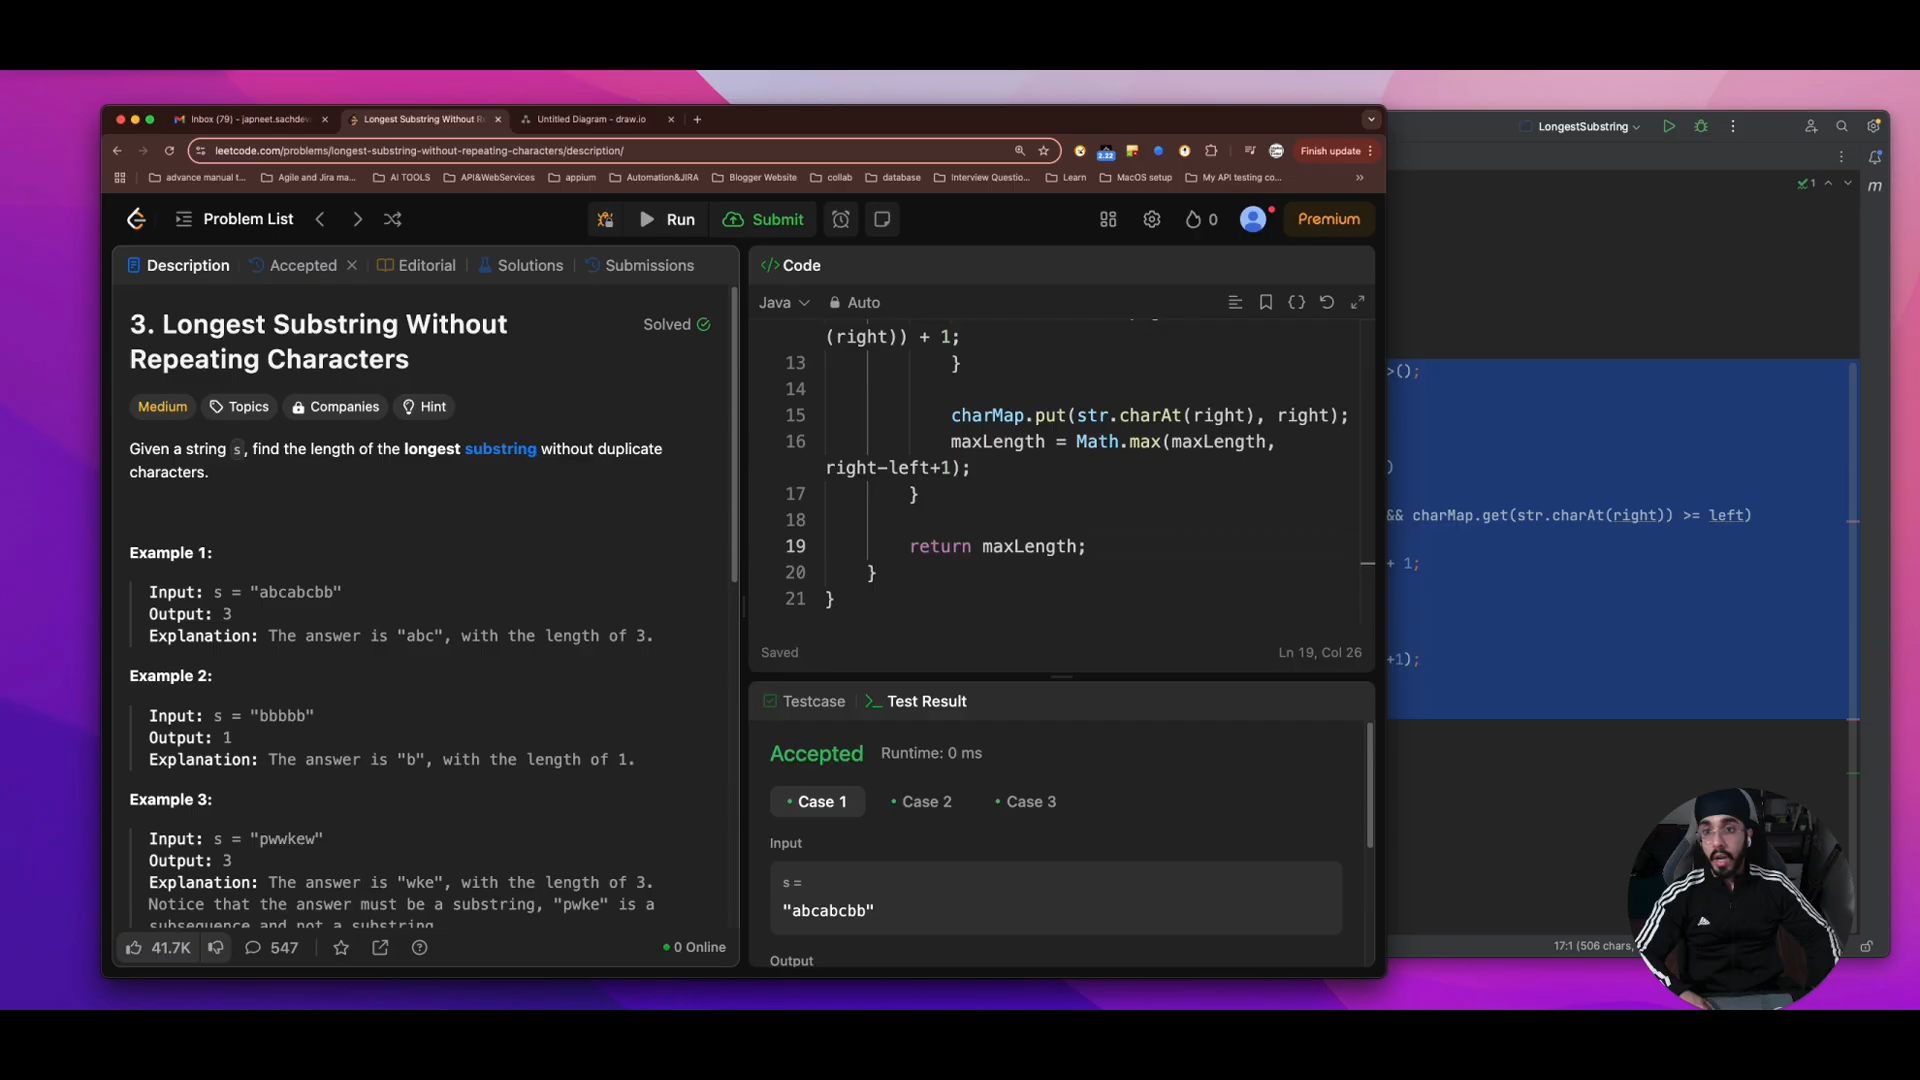 Inbox (79) - japneet.sachdev
Longest Substring Without R
Untitled Diagram - draw.io
leetcode.com/problems/longest-substring-without-repeating-characters/description/
2.22
Finish update
advance manual t...
Agile and Jira ma...
AI TOOLS
API&WebServices
appium
Automation&JIRA
Blogger Website
collab
database
Interview Questio...
Learn
MacOS setup
My API testing co...
Problem List
Run
Submit
0
Premium
Description
Accepted
Editorial
Solutions
Submissions
3. Longest Substring Without
Repeating Characters
Solved
Medium
Topics
Companies
Hint
Given a string s, find the length of the longest substring without duplicate
characters.
Example 1:
Input: s = "abcabcbb"
Output: 3
Explanation: The answer is "abc", with the length of 3.
Example 2:
Input: s = "bbbbb"
Output: 1
Explanation: The answer is "b", with the length of 1.
Example 3:
Input: s = "pwwkew"
Output: 3
Explanation: The answer is "wke", with the length of 3.
Notice that the answer must be a substring, "pwke" is a
subsequence and not a substring
41.7K
547
0 Online
</> Code
Java
Auto
(right)) + 1;
13 }
14
15 charMap.put(str.charAt(right), right);
16 maxLength = Math.max(maxLength,
right-left+1);
17 }
18
19 return maxLength;
20 }
21 }
Saved
Ln 19, Col 26
Testcase
Test Result
Accepted
Runtime: 0 ms
Case 1
Case 2
Case 3
Input
s =
"abcabcbb"
Output
LongestSubstring
1
m
>();
)
&& charMap.get(str.charAt(right)) >= left)
+ 1;
+1);
17:1 (506 chars,